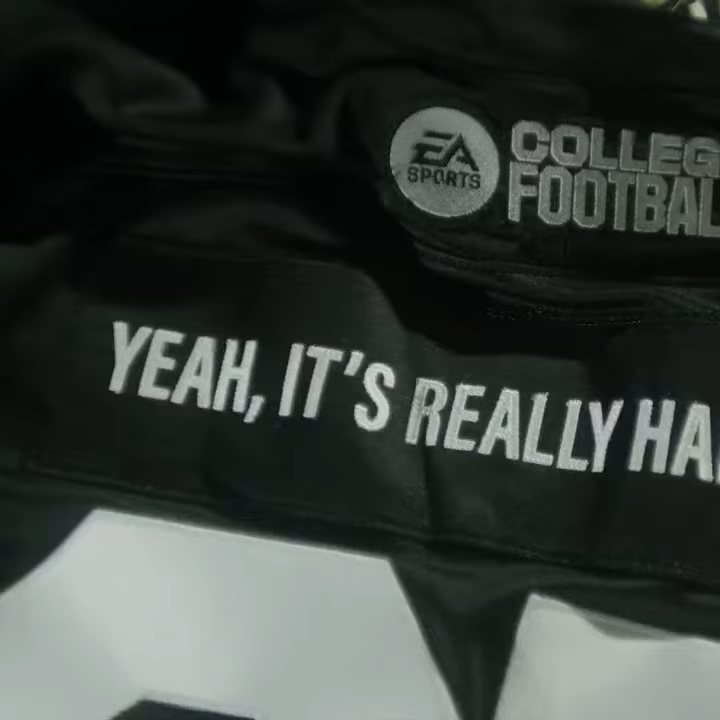 EA
SPORTS
COLLEG
FOOTBAL
YEAH, IT'S REALLY HA